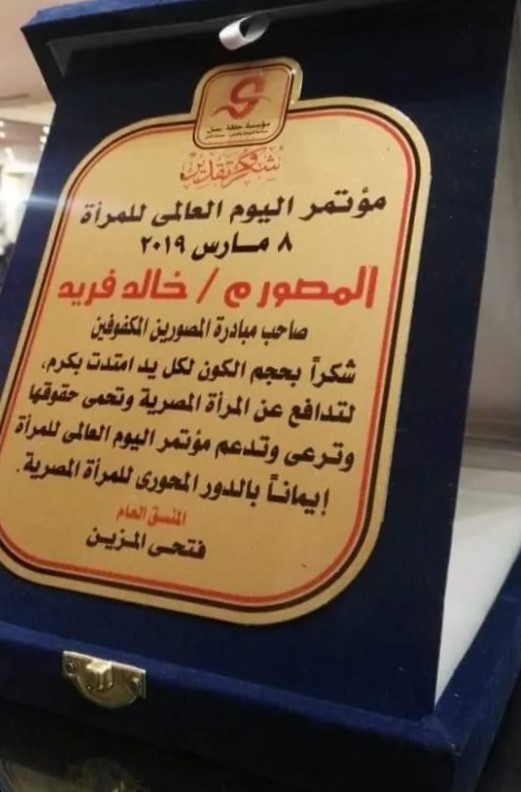 مؤسسة حلقة وصل
شكر وتقدير
مؤتمر اليوم العالمى للمرأة
٨ مارس ٢٠١٩
المصور م / خالد فريد
صاحب مبادرة المصورين المكفوفين
شكراً بحجم الكون لكل يد امتدت بكرم،
لتدافع عن المرأة المصرية وتحمى حقوقها
وترعى وتدعم مؤتمر اليوم العالمى للمرأة
إيماناً بالدور المحورى للمرأة المصرية.
المنسق العام
فتحى المزين